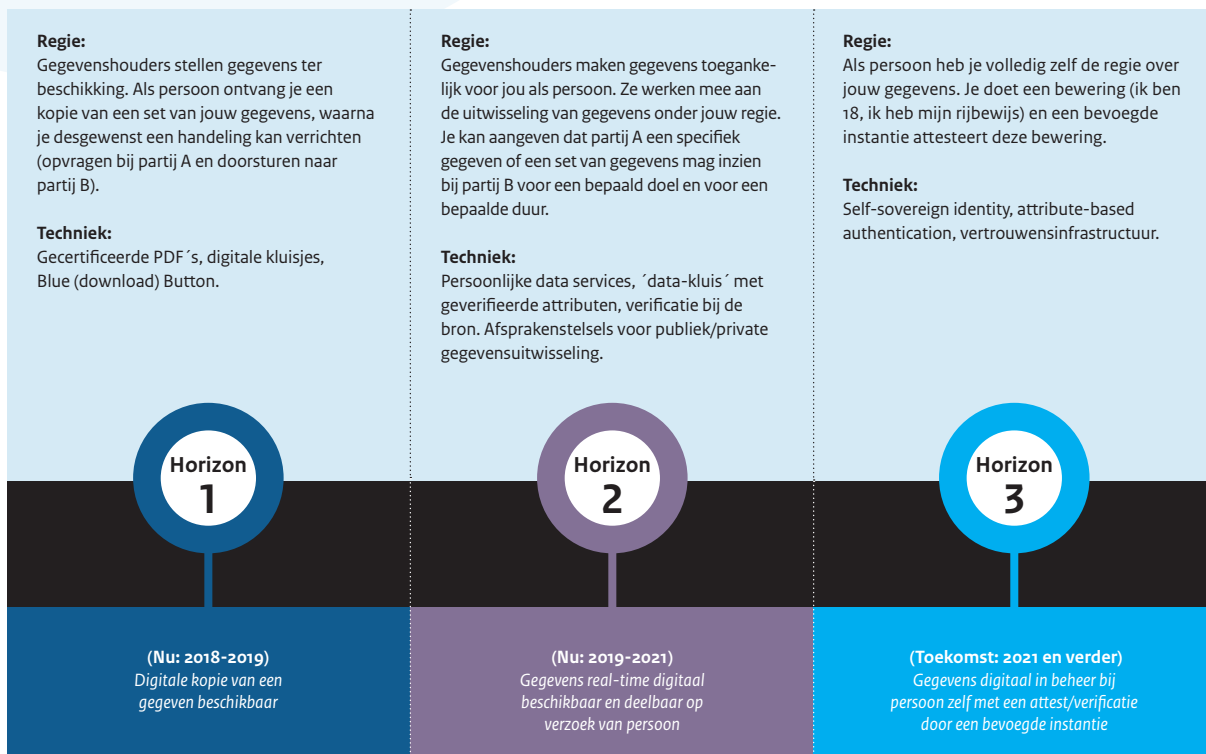 Regie:
Gegevenshouders stellen gegevens ter
beschikking. Als persoon ontvang je een
kopie van een set van jouw gegevens, waarna
je desgewenst een handeling kan verrichten
(opvragen bij partij A en doorsturen naar
partij B).
Techniek:
Gecertificeerde PDF´s, digitale kluisjes,
Blue (download) Button.
Horizon
1
(Nu: 2018-2019)
Digitale kopie van een
gegeven beschikbaar
Regie:
Gegevenshouders maken gegevens toeganke-
lijk voor jou als persoon. Ze werken mee aan
de uitwisseling van gegevens onder jouw regie.
Je kan aangeven dat partij A een specifiek
gegeven of een set van gegevens mag inzien
bij partij B voor een bepaald doel en voor een
bepaalde duur.
Techniek:
Persoonlijke data services, ´data-kluis´ met
geverifieerde attributen, verificatie bij de
bron. Afsprakenstelsels voor publiek/private
gegevensuitwisseling.
Horizon
2
(Nu: 2019-2021)
Gegevens real-time digitaal
beschikbaar en deelbaar op
verzoek van persoon
Regie:
Als persoon heb je volledig zelf de regie over
jouw gegevens. Je doet een bewering (ik ben
18, ik heb mijn rijbewijs) en een bevoegde
instantie attesteert deze bewering.
Techniek:
Self-sovereign identity, attribute-based
authentication, vertrouwensinfrastructuur.
Horizon
3
(Toekomst: 2021 en verder)
Gegevens digitaal in beheer bij
persoon zelf met een attest/verificatie
door een bevoegde instantie